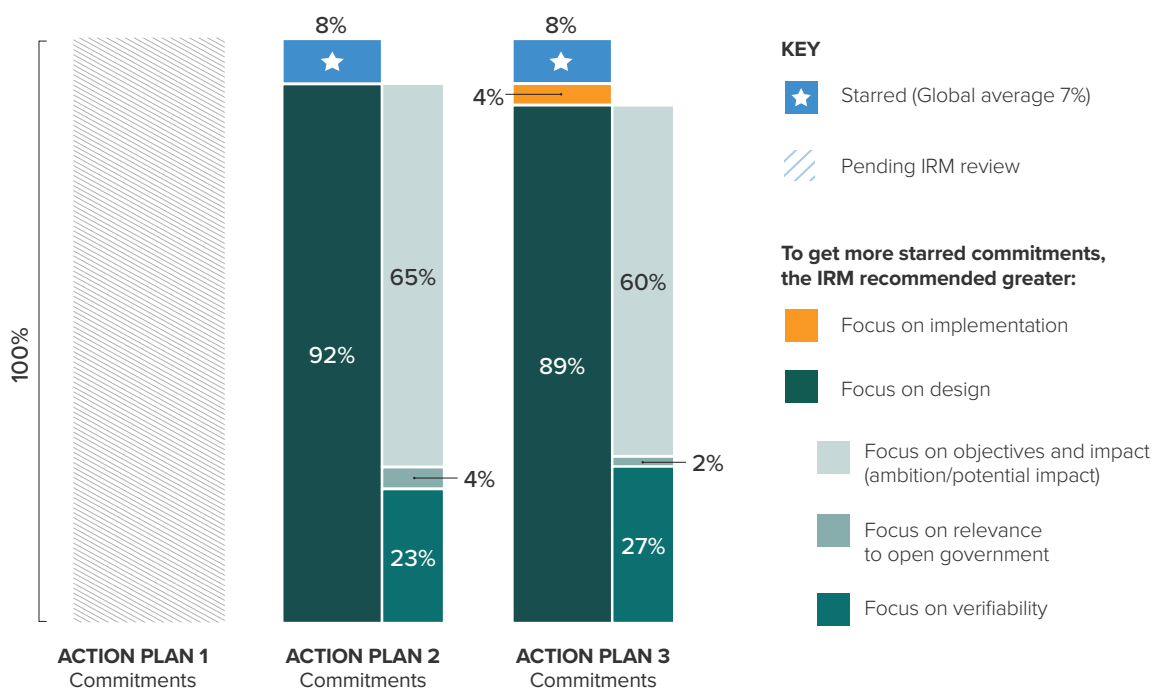 100%
8%
92%
65%
4%
23%
8%
4%
89%
60%
2%
27%
ACTION PLAN 1
Commitments
ACTION PLAN 2
Commitments
ACTION PLAN 3
Commitments
KEY
Starred (Global average 7%)
Pending IRM review
To get more starred commitments,
the IRM recommended greater:
Focus on implementation
Focus on design
Focus on objectives and impact
(ambition/potential impact)
Focus on relevance
to open government
Focus on verifiability